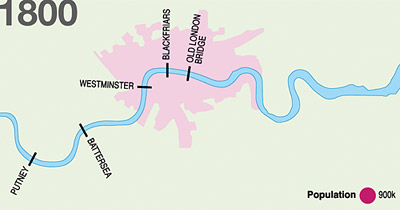 1800
BLACKFRIARS
OLD LONDON
BRIDGE
WESTMINSTER
BATTERSEA
PUTNEY
Population 900k